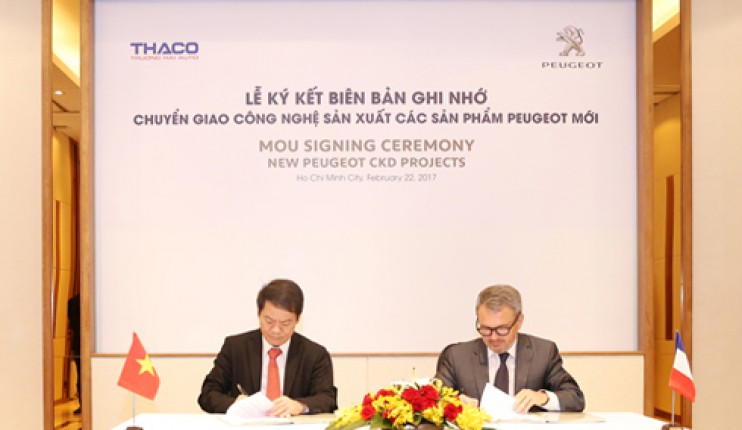 THACO
TRUONG HAI AUTO
PEUGEOT
LỄ KÝ KẾT BIÊN BẢN GHI NHỚ
CHUYỂN GIAO CÔNG NGHỆ SẢN XUẤT CÁC SẢN PHẨM PEUGEOT MỚI
MOU SIGNING CEREMONY
NEW PEUGEOT CKD PROJECTS
Ho Chi Minh City, February 22, 2017